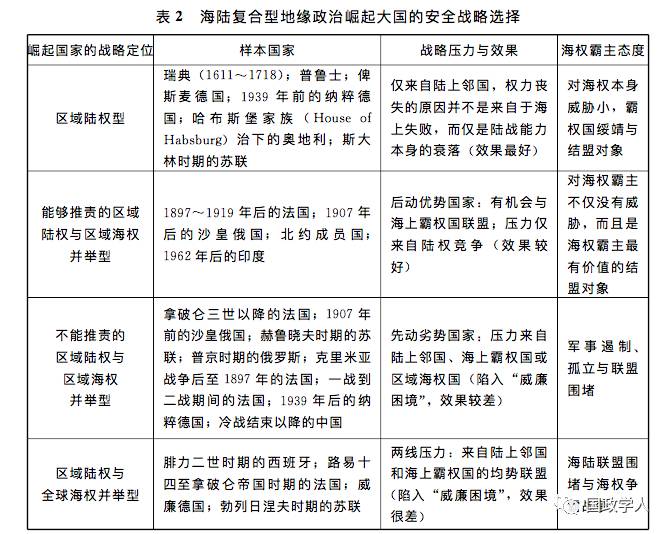 表 2 海陆复合型地缘政治崛起大国的安全战略选择
崛起国家的战略定位
样本国家
战略压力与效果
海权霸主态度
区域陆权型
瑞典(1611～1718)；普鲁士；俾
斯麦德国；1939 年前的纳粹德
国；哈布斯堡家族(House of
Habsburg)治下的奥地利；斯大
林时期的苏联
仅来自陆上邻国，权力丧
失的原因并不是来自于海
上失败，而仅是陆战能力
本身的衰落(效果最好)
对海权本身
威胁小，霸
权国绥靖与
结盟对象
能够推责的区域
陆权与区域海权
并举型
1897～1919 年后的法国；1907 年
后的沙皇俄国；北约成员国；
1962 年后的印度
后动优势国家：有机会与
海上霸权国联盟；压力仅
来自陆权竞争(效果较
好)
对海权霸主
不仅没有威
胁，而且是
海权霸主最
有价值的结
盟对象
不能推责的
区域陆权与
区域海权
并举型
拿破仑三世以降的法国；1907 年
前的沙皇俄国；赫鲁晓夫时期的苏
联；普京时期的俄罗斯；克里米亚
战争后至 1897 年的法国；一战到
二战期间的法国；1939 年后的纳
粹德国；冷战结束以降的中国
先动劣势国家：压力来自
陆上邻国、海上霸权国或
区域海权国(陷入“威廉
困境”，效果较差)
军事遏制、
孤立与联盟
围堵
区域陆权与
全球海权并举型
腓力二世时期的西班牙；路易十
四至拿破仑帝国时期的法国；威
廉德国；勃列日涅夫时期的苏联
两线压力：来自陆上邻国
和海上霸权国的均势联盟
(陷入“威廉困境”，效果
很差)
海陆联盟围
堵与海权争
国政学人